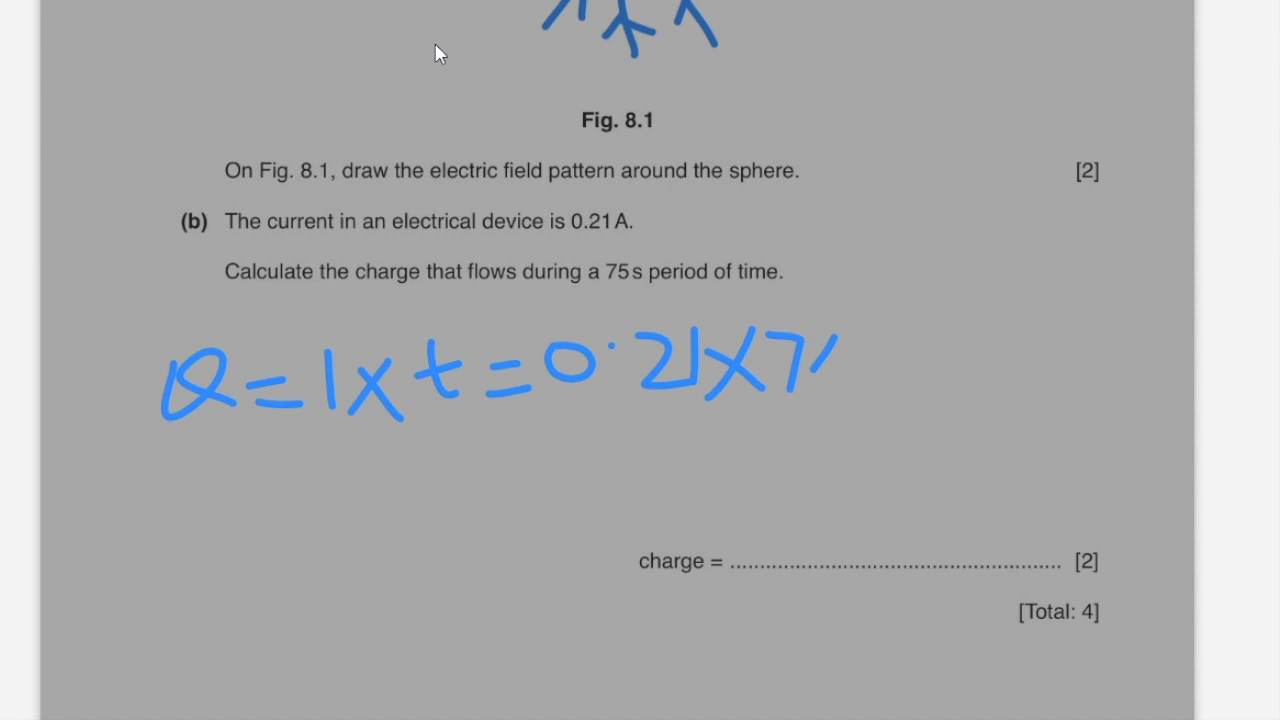 Fig. 8.1
On Fig. 8.1, draw the electric field pattern around the sphere. [2]
(b) The current in an electrical device is 0.21 A.
Calculate the charge that flows during a 75 s period of time.
Q = I x t = 0.21 x 7
charge = ........................................................ [2]
[Total: 4]